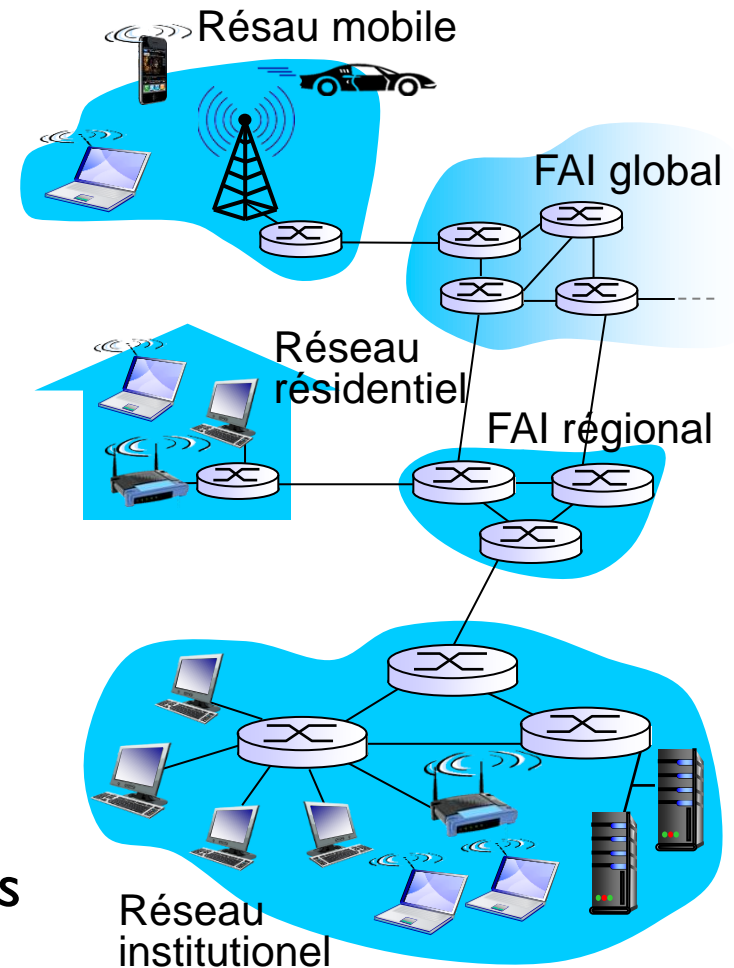 Résau mobile
FAI global
Réseau
résidentiel
FAI régional
s
Réseau
institutionel